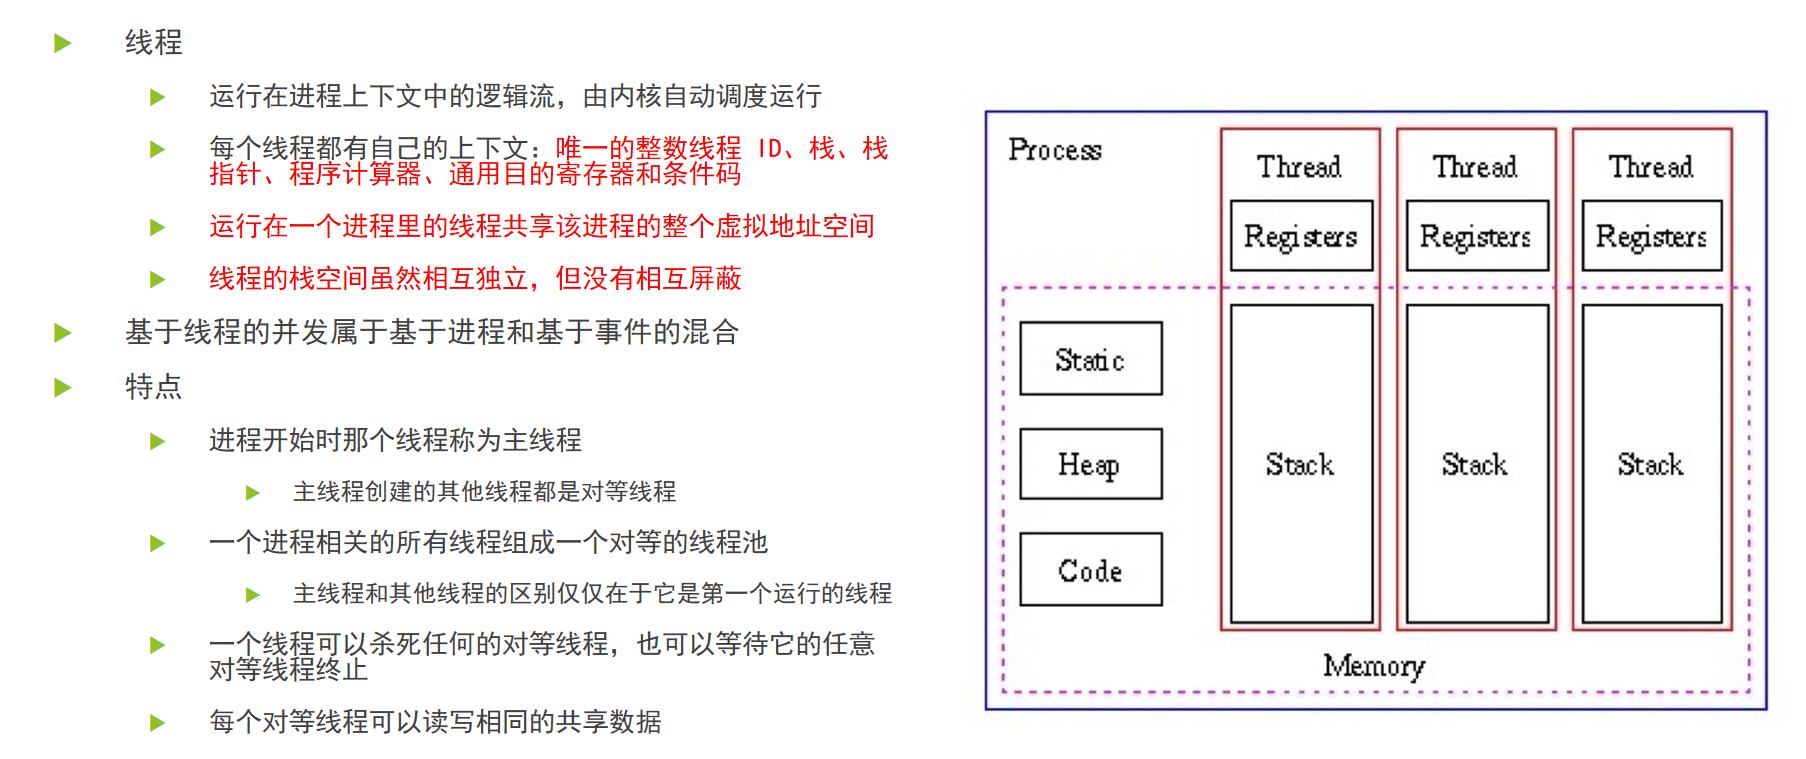 线程
运行在进程上下文中的逻辑流，由内核自动调度运行
每个线程都有自己的上下文：唯一的整数线程 ID、栈、栈
指针、程序计算器、通用目的寄存器和条件码
运行在一个进程里的线程共享该进程的整个虚拟地址空间
线程的栈空间虽然相互独立，但没有相互屏蔽
基于线程的并发属于基于进程和基于事件的混合
特点
进程开始时那个线程称为主线程
主线程创建的其他线程都是对等线程
一个进程相关的所有线程组成一个对等的线程池
主线程和其他线程的区别仅仅在于它是第一个运行的线程
一个线程可以杀死任何的对等线程，也可以等待它的任意
对等线程终止
每个对等线程可以读写相同的共享数据
Process
Thread
Thread
Thread
Registers
Registers
Registers
Static
Heap
Code
Stack
Stack
Stack
Memory